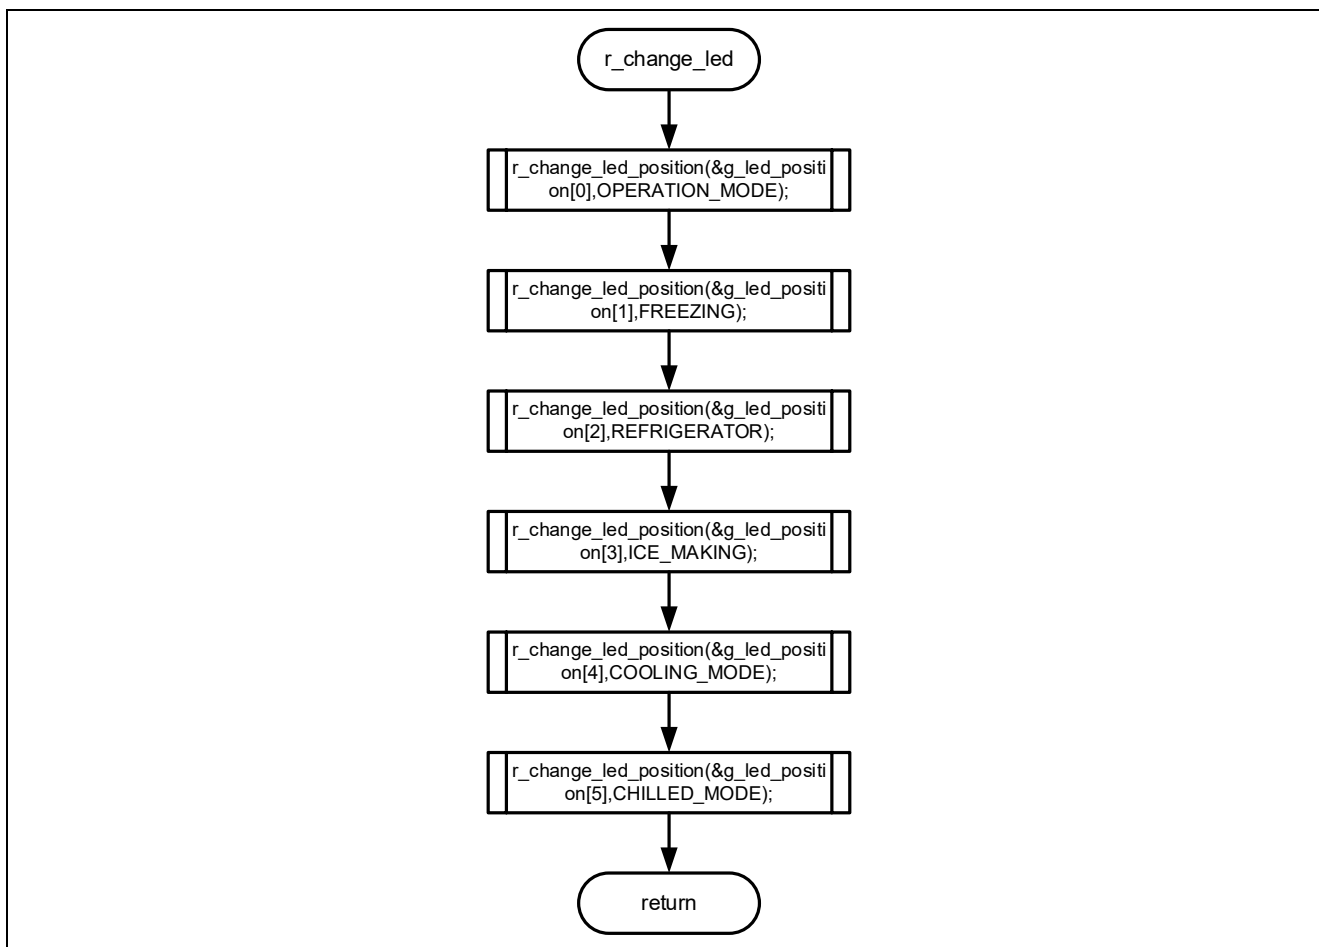 r_change_led
r_change_led_position(&g_led_positi
on[0],OPERATION_MODE);
r_change_led_position(&g_led_positi
on[1],FREEZING);
r_change_led_position(&g_led_positi
on[2],REFRIGERATOR);
r_change_led_position(&g_led_positi
on[3],ICE_MAKING);
r_change_led_position(&g_led_positi
on[4],COOLING_MODE);
r_change_led_position(&g_led_positi
on[5],CHILLED_MODE);
return